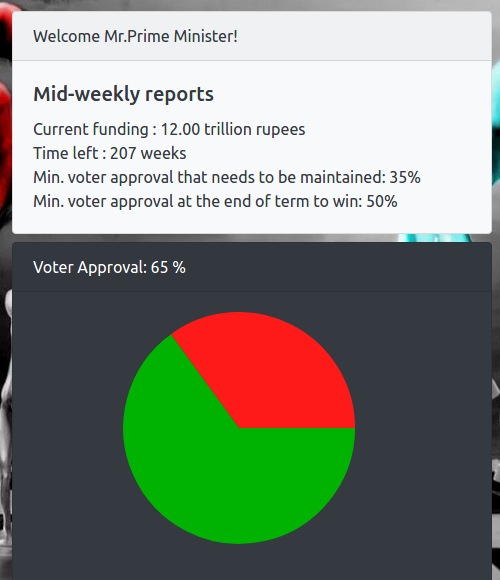 Welcome Mr.Prime Minister!
Mid-weekly reports
Current funding : 12.00 trillion rupees
Time left : 207 weeks
Min. voter approval that needs to be maintained: 35%
Min. voter approval at the end of term to win: 50%
Voter Approval: 65 %